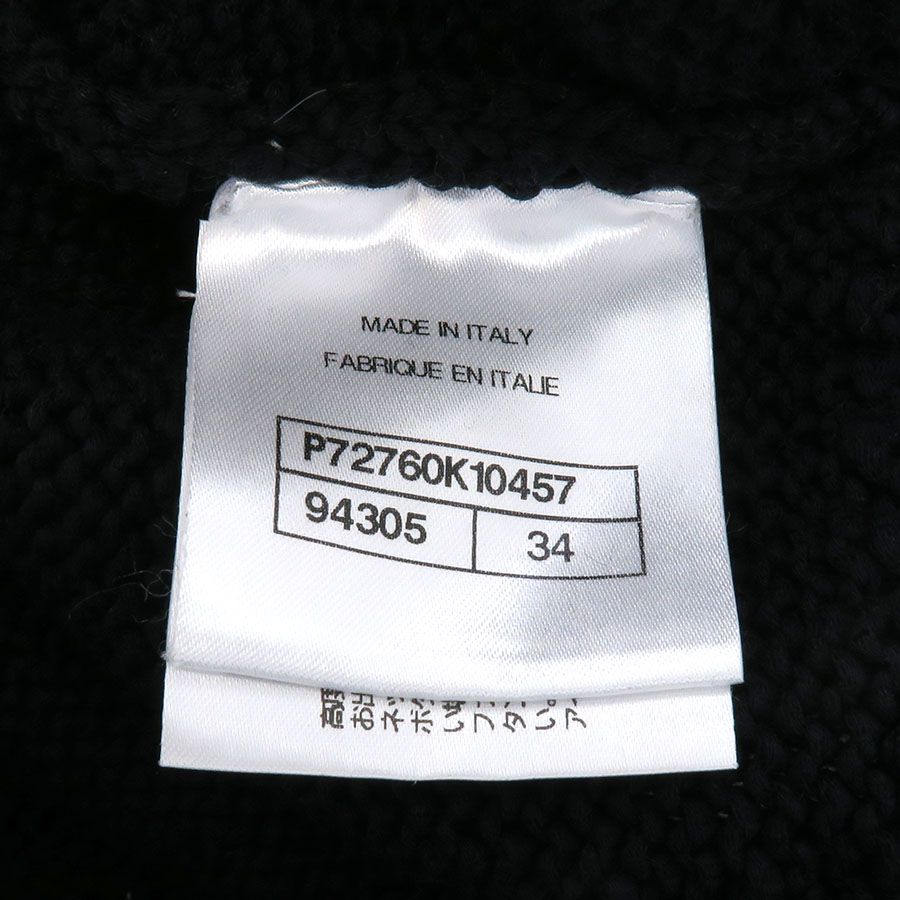 MADE IN ITALY
FABRIQUE EN ITALIE
P72760K10457
94305 34